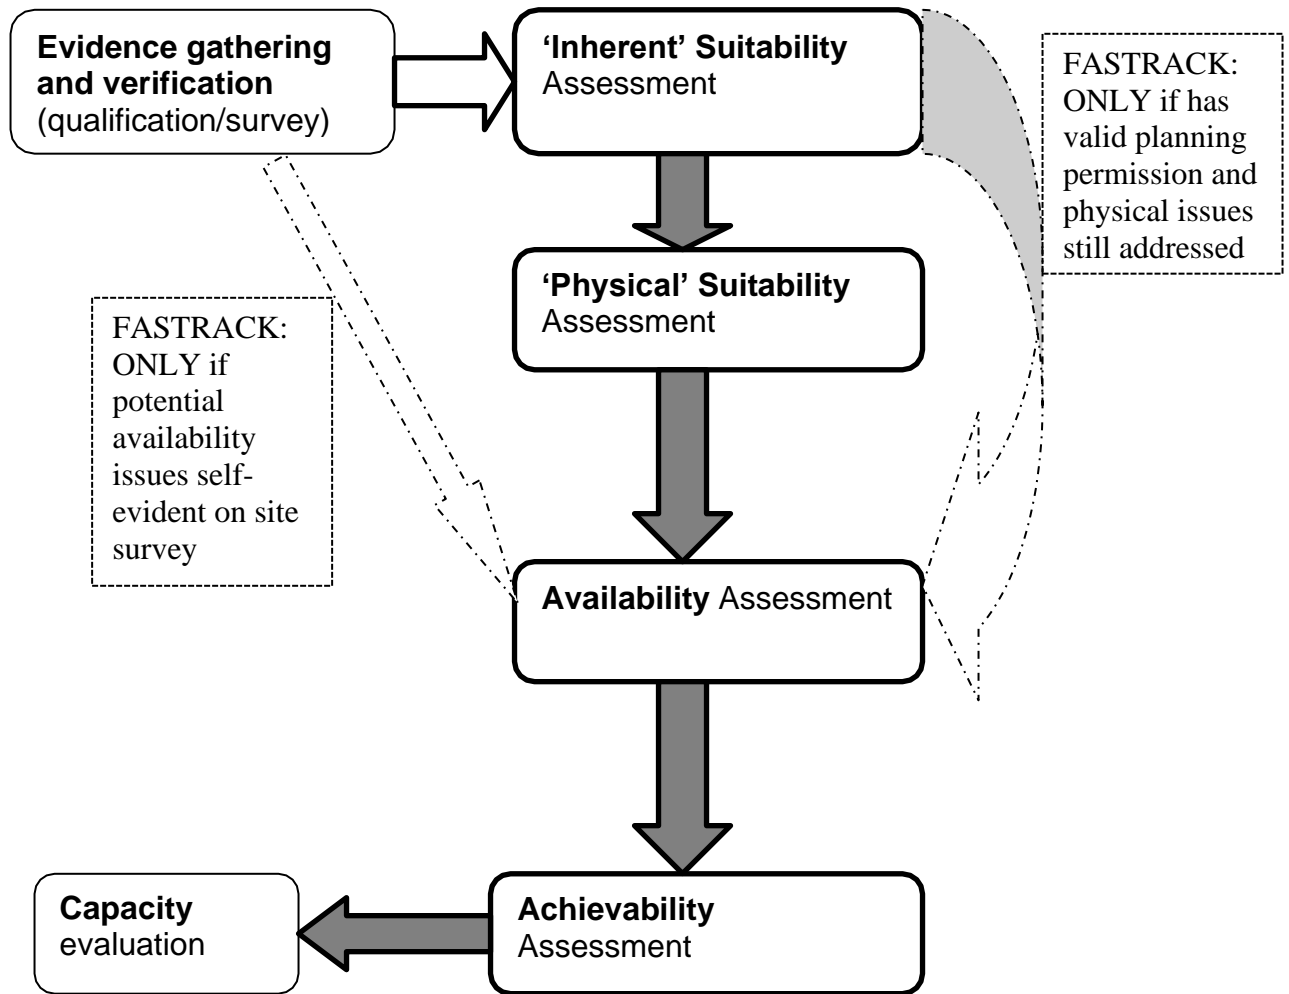 Evidence gathering
and verification
(qualification/survey)
‘Inherent’ Suitability
Assessment
FASTRACK:
ONLY if has
valid planning
permission and
physical issues
still addressed
‘Physical’ Suitability
Assessment
FASTRACK:
ONLY if
potential
availability
issues self-
evident on site
survey
Availability Assessment
Capacity
evaluation
Achievability
Assessment